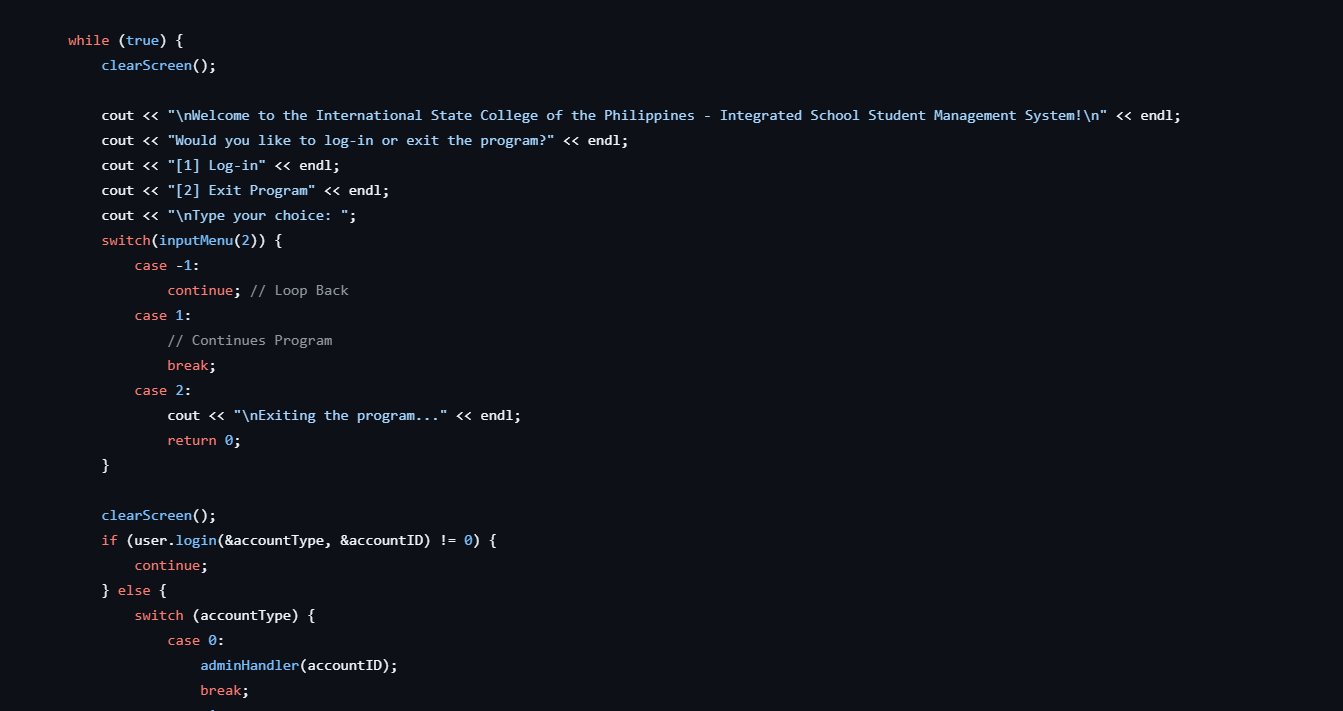 while (true) {
clearScreen();
cout << "\nWelcome to the International State College of the Philippines - Integrated School Student Management System!\n" << endl;
cout << "Would you like to log-in or exit the program?" << endl;
cout << "[1] Log-in" << endl;
cout << "[2] Exit Program" << endl;
cout << "\nType your choice: ";
switch(inputMenu(2)) {
case -1:
continue; // Loop Back
case 1:
// Continues Program
break;
case 2:
cout << "\nExiting the program..." << endl;
return 0;
}
clearScreen();
if (user.login(&accountType, &accountID) != 0) {
continue;
} else {
switch (accountType) {
case 0:
adminHandler(accountID);
break;